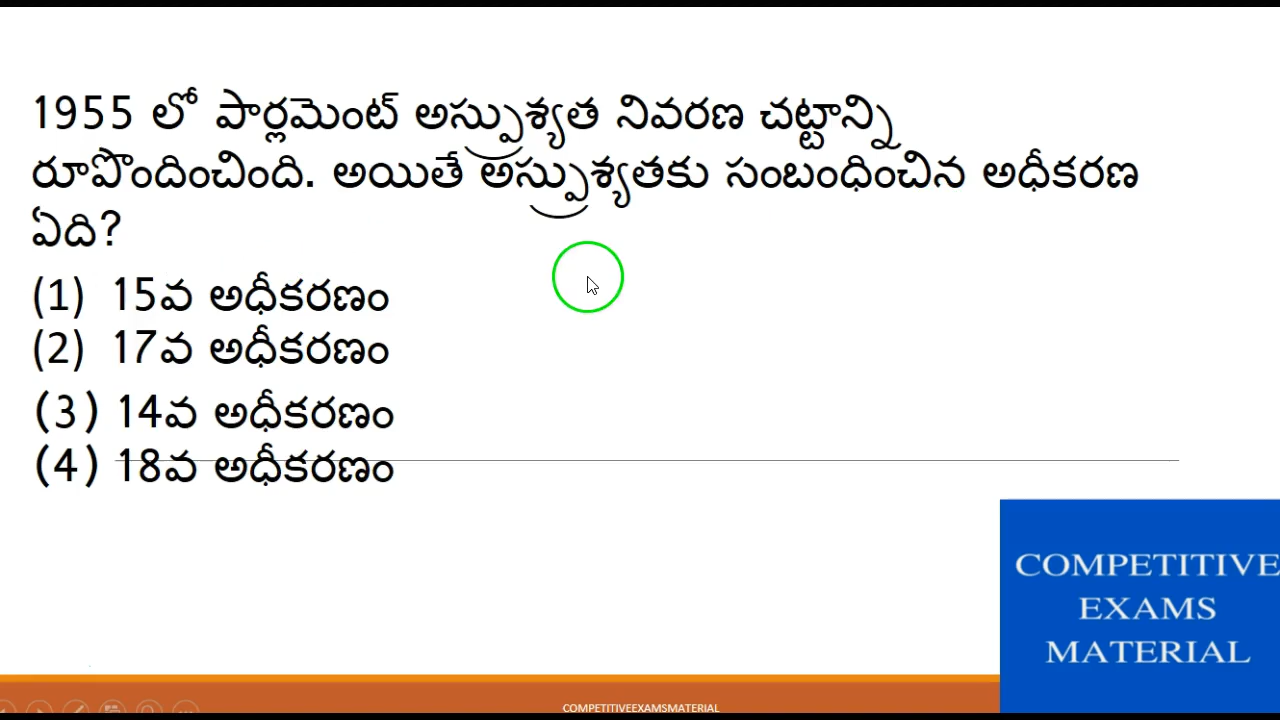 1955 లో పార్లమెంట్ అస్పృశ్యత నివరణ చట్టాన్ని
రూపొందించింది. అయితే అస్పృశ్యతకు సంబంధించిన అధీకరణ
ఏది?
(1) 15వ అధీకరణం
(2) 17వ అధీకరణం
(3) 14వ అధీకరణం
(4) 18వ అధీకరణం
COMPETITIVE
EXAMS
MATERIAL
COMPETITIVEEXAMSMATERIAL